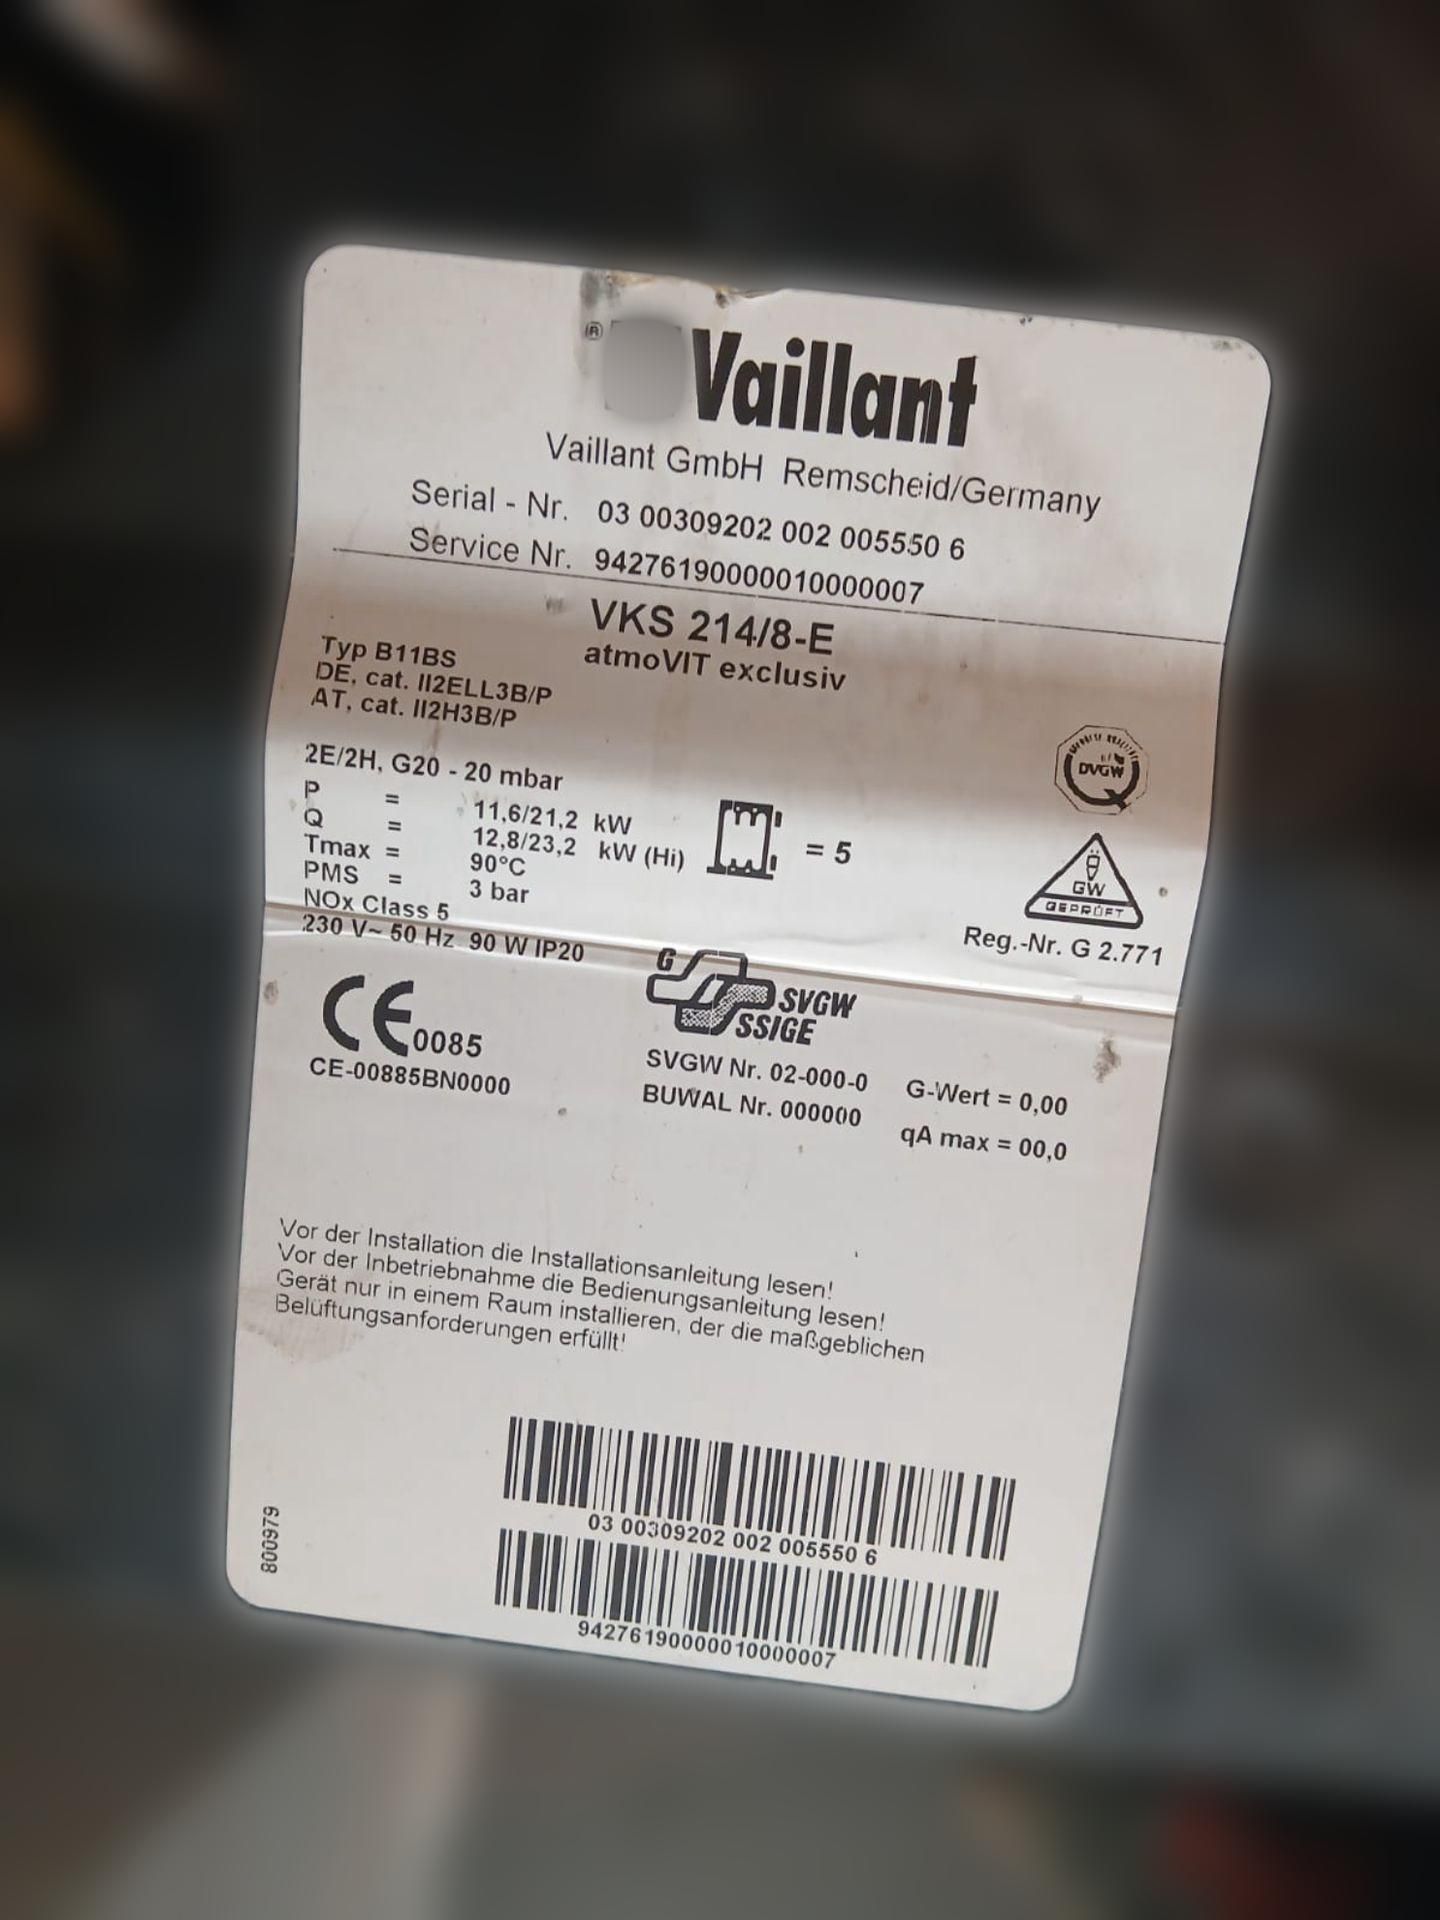 ® Vaillant
Vaillant GmbH Remscheid/Germany
Serial - Nr. 03 00309202 002 005550 6
Service Nr. 94276190000010000007
VKS 214/8-E
atmoVIT exclusiv
Typ B11BS
DE, cat. II2ELL3B/P
AT, cat. II2H3B/P
2E/2H, G20 - 20 mbar
P = 11,6/21,2 kW
Q = 12,8/23,2 kW (Hi)
Tmax = 90°C
PMS = 3 bar
= 5
NOx Class 5
230 V~ 50 Hz 90 W IP20
DVGW
GW
GEPRÜFT
Reg.-Nr. G 2.771
CE 0085
CE-00885BN0000
G
SVGW
SSIGE
SVGW Nr. 02-000-0
BUWAL Nr. 000000
G-Wert = 0,00
qA max = 00,0
Vor der Installation die Installationsanleitung lesen!
Vor der Inbetriebnahme die Bedienungsanleitung lesen!
Gerät nur in einem Raum installieren, der die maßgeblichen
Belüftungsanforderungen erfüllt!
03 00309202 002 005550 6
94276190000010000007
800979